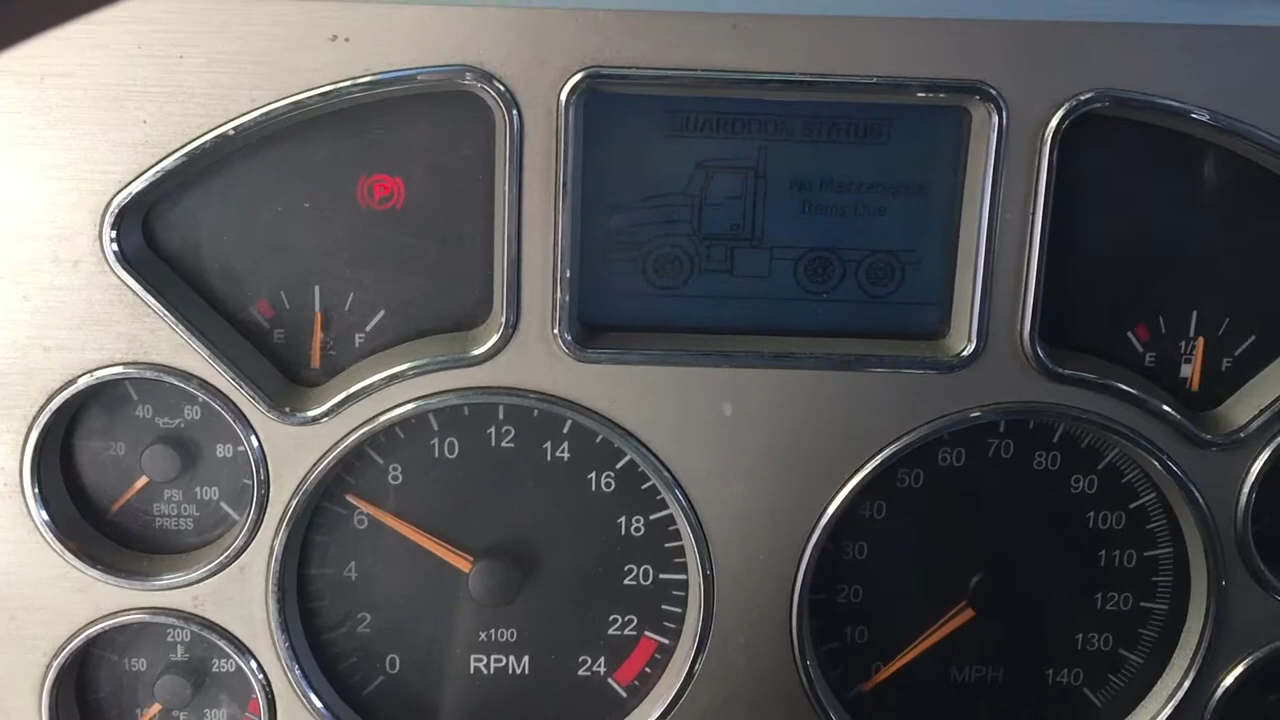 GUARDDOG STATUS
No Maintenance
Items Due
P
E 1/2 F
E 1/2 F
20 40 60 80 100
PSI
ENG OIL
PRESS
0 2 4 6 8 10 12 14 16 18 20 22 24
x100
RPM
0 10 20 30 40 50 60 70 80 90 100 110 120 130 140
MPH
150 200 250 300
°F